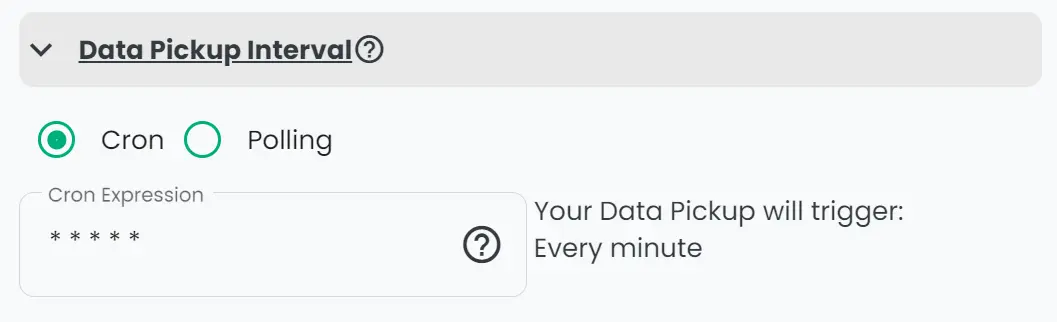 Data Pickup Interval
Cron Polling
Cron Expression
* * * * *
Your Data Pickup will trigger:
Every minute